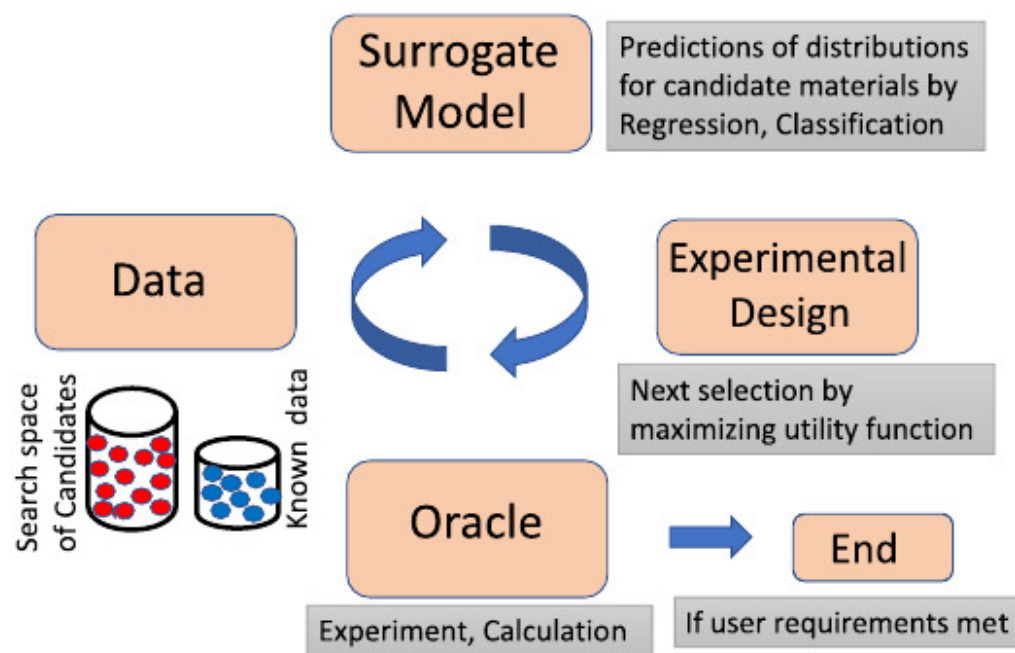 Surrogate
Model
Predictions of distributions
for candidate materials by
Regression, Classification
Data
Experimental
Design
Search space
of Candidates
Known data
Next selection by
maximizing utility function
Oracle
End
Experiment, Calculation
If user requirements met